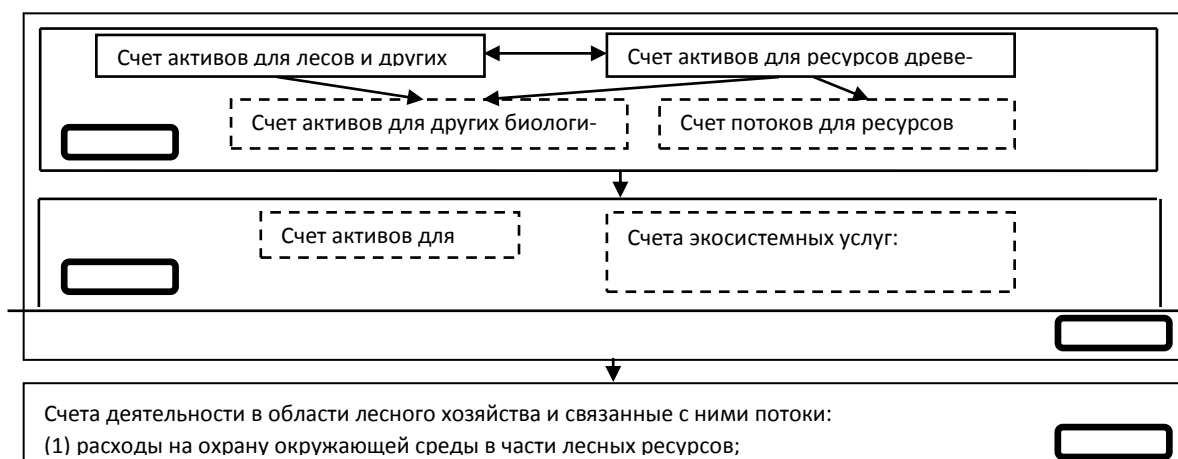 Счет активов для лесов и других
Счет активов для ресурсов древе-
Счет активов для других биологи-
Счет потоков для ресурсов
Счет активов для
Счета экосистемных услуг:
Счета деятельности в области лесного хозяйства и связанные с ними потоки:
(1) расходы на охрану окружающей среды в части лесных ресурсов;